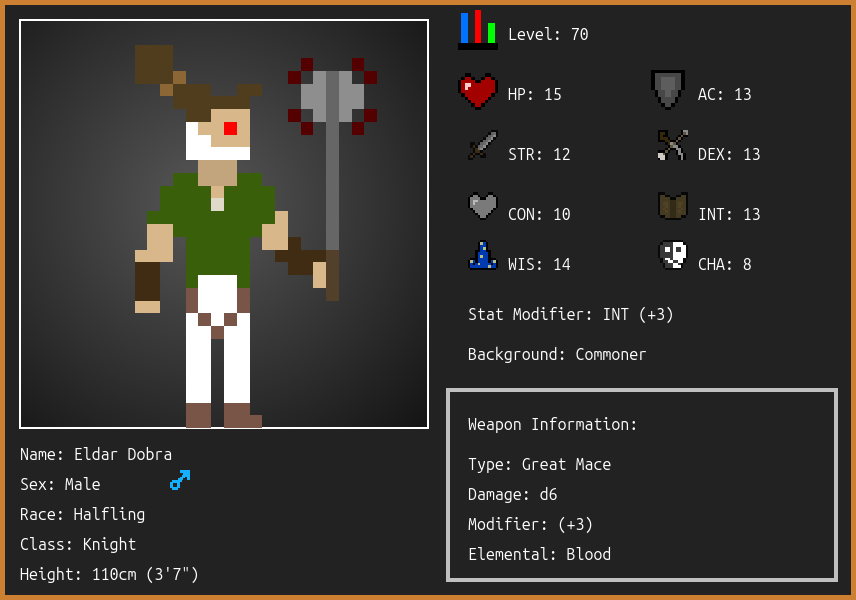 Level: 70
HP: 15
AC: 13
STR: 12
DEX: 13
CON: 10
INT: 13
WIS: 14
CHA: 8
Stat Modifier: INT (+3)
Background: Commoner
Weapon Information:
Type: Great Mace
Damage: d6
Modifier: (+3)
Elemental: Blood
Name: Eldar Dobra
Sex: Male
Race: Halfling
Class: Knight
Height: 110cm (3'7")